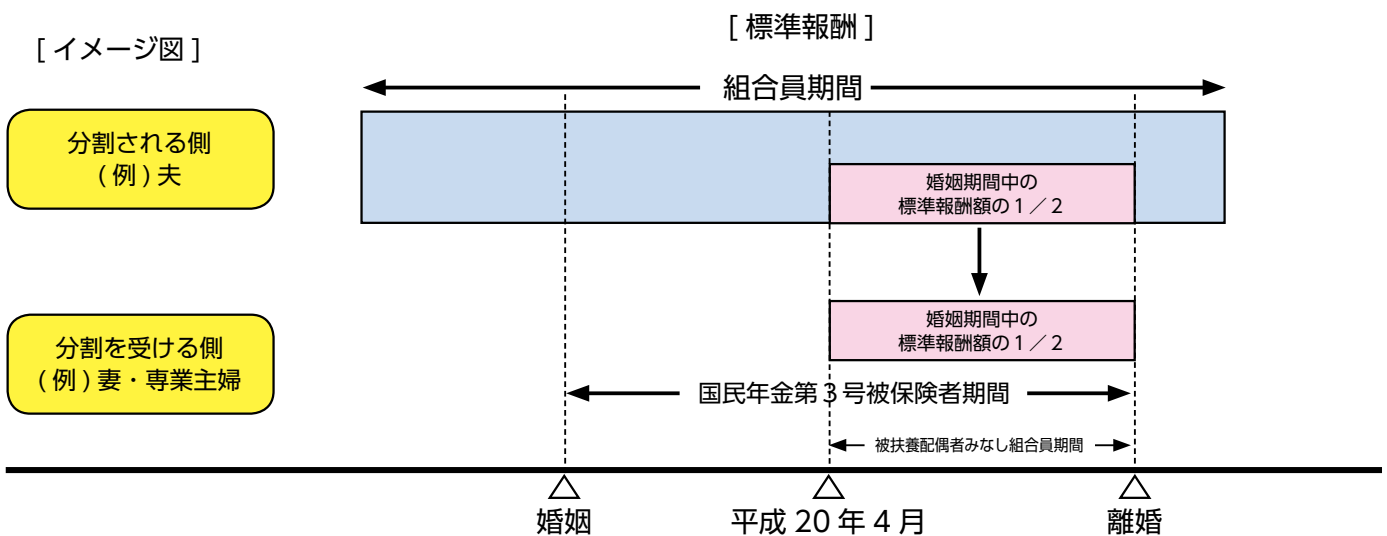 [ 標準報酬 ]
[ イメージ図 ]
組合員期間
分割される側
( 例 ) 夫
婚姻期間中の
標準報酬額の 1 ／ 2
婚姻期間中の
標準報酬額の 1 ／ 2
分割を受ける側
( 例 ) 妻・専業主婦
国民年金第 3 号被保険者期間
被扶養配偶者みなし組合員期間
婚姻
平成 20 年 4 月
離婚